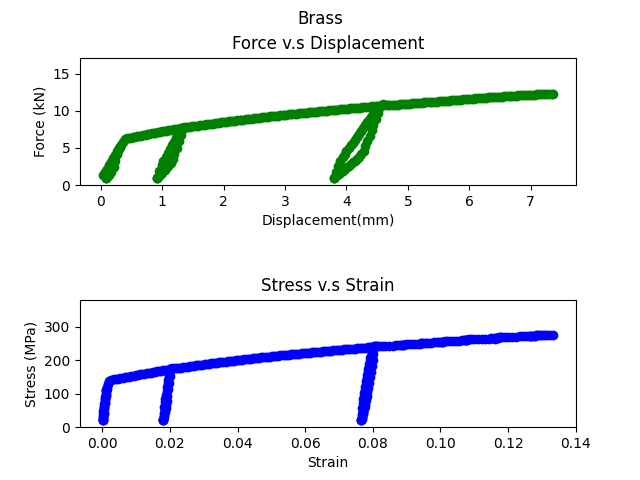 Brass
Force v.s Displacement
Force (kN)
15
10
5
0
0 1 2 3 4 5 6 7
Displacement(mm)
Stress v.s Strain
Stress (MPa)
300
200
100
0
0.00 0.02 0.04 0.06 0.08 0.10 0.12 0.14
Strain